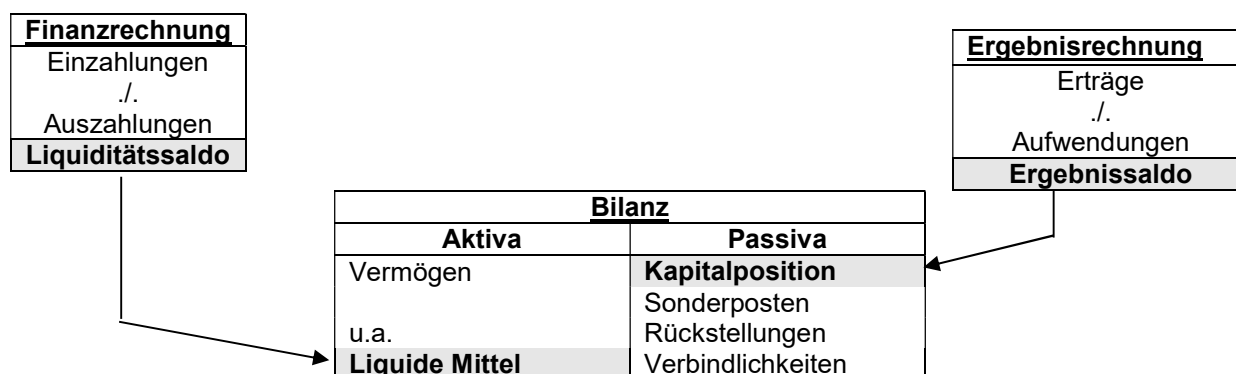 Finanzrechnung
Einzahlungen
./.
Auszahlungen
Liquiditätssaldo
Ergebnisrechnung
Erträge
./.
Aufwendungen
Ergebnissaldo
Bilanz
Aktiva Passiva
Vermögen Kapitalposition
Sonderposten
u.a. Rückstellungen
Liquide Mittel Verbindlichkeiten